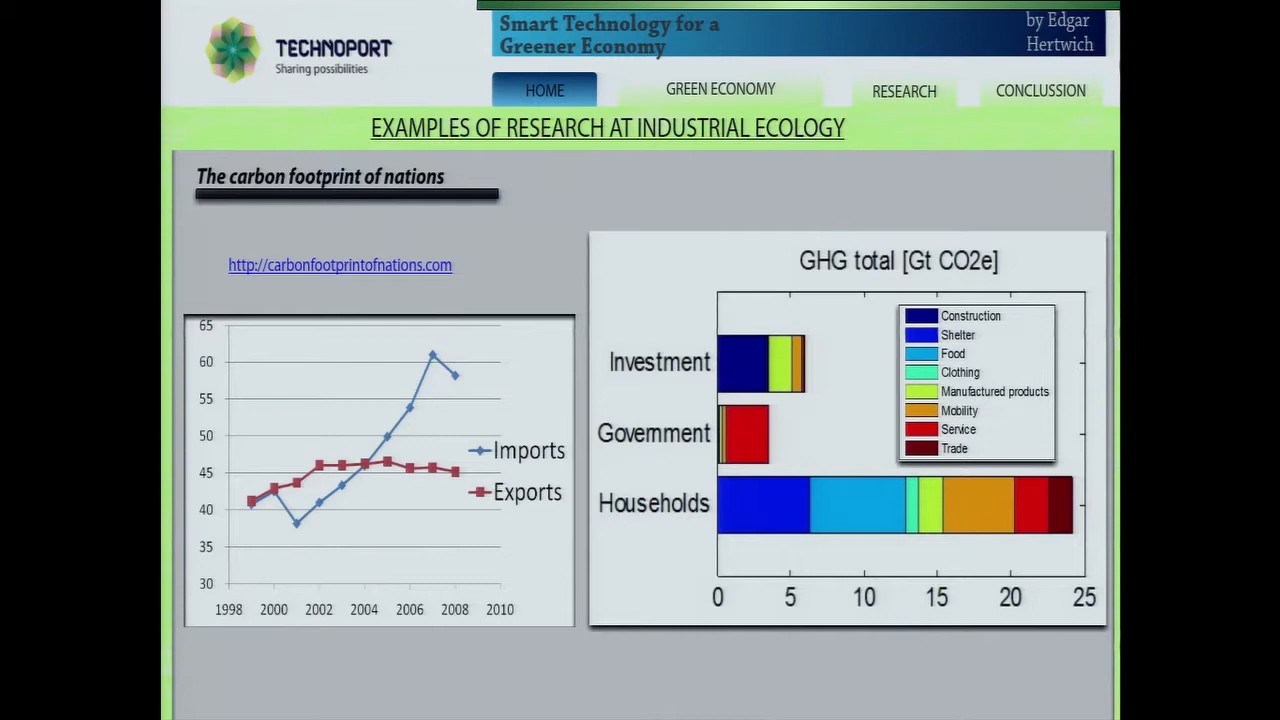 TECHNOPORT
Sharing possibilities
Smart Technology for a
Greener Economy
by Edgar
Hertwich
HOME
GREEN ECONOMY
RESEARCH
CONCLUSSION
EXAMPLES OF RESEARCH AT INDUSTRIAL ECOLOGY
The carbon footprint of nations
http://carbonfootprintofnations.com
65
60
55
50
45
40
35
30
1998 2000 2002 2004 2006 2008 2010
Imports
Exports
GHG total [Gt CO2e]
Construction
Shelter
Food
Clothing
Manufactured products
Mobility
Service
Trade
Investment
Government
Households
0 5 10 15 20 25